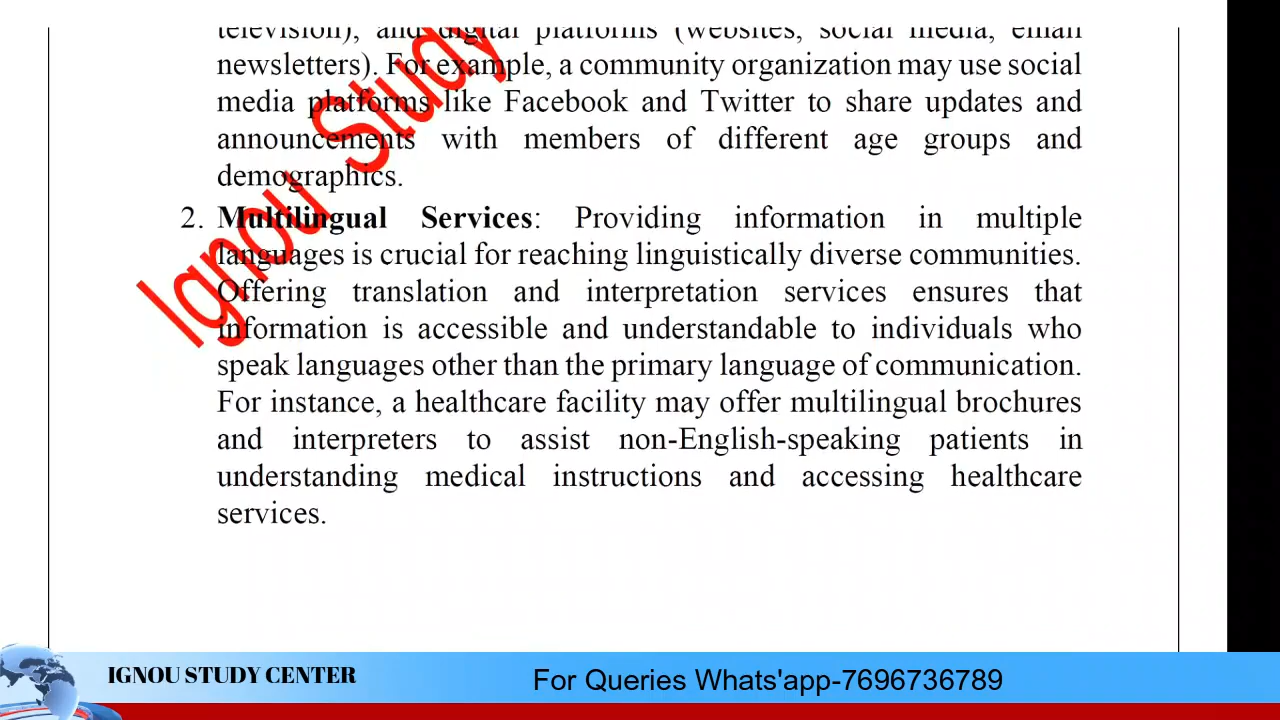 television), and digital platforms (websites, social media, email
newsletters). For example, a community organization may use social
media platforms like Facebook and Twitter to share updates and
announcements with members of different age groups and
demographics.
2. Multilingual Services: Providing information in multiple
languages is crucial for reaching linguistically diverse communities.
Offering translation and interpretation services ensures that
information is accessible and understandable to individuals who
speak languages other than the primary language of communication.
For instance, a healthcare facility may offer multilingual brochures
and interpreters to assist non-English-speaking patients in
understanding medical instructions and accessing healthcare
services.
Ignou Study
IGNOU STUDY CENTER
For Queries Whats'app-7696736789